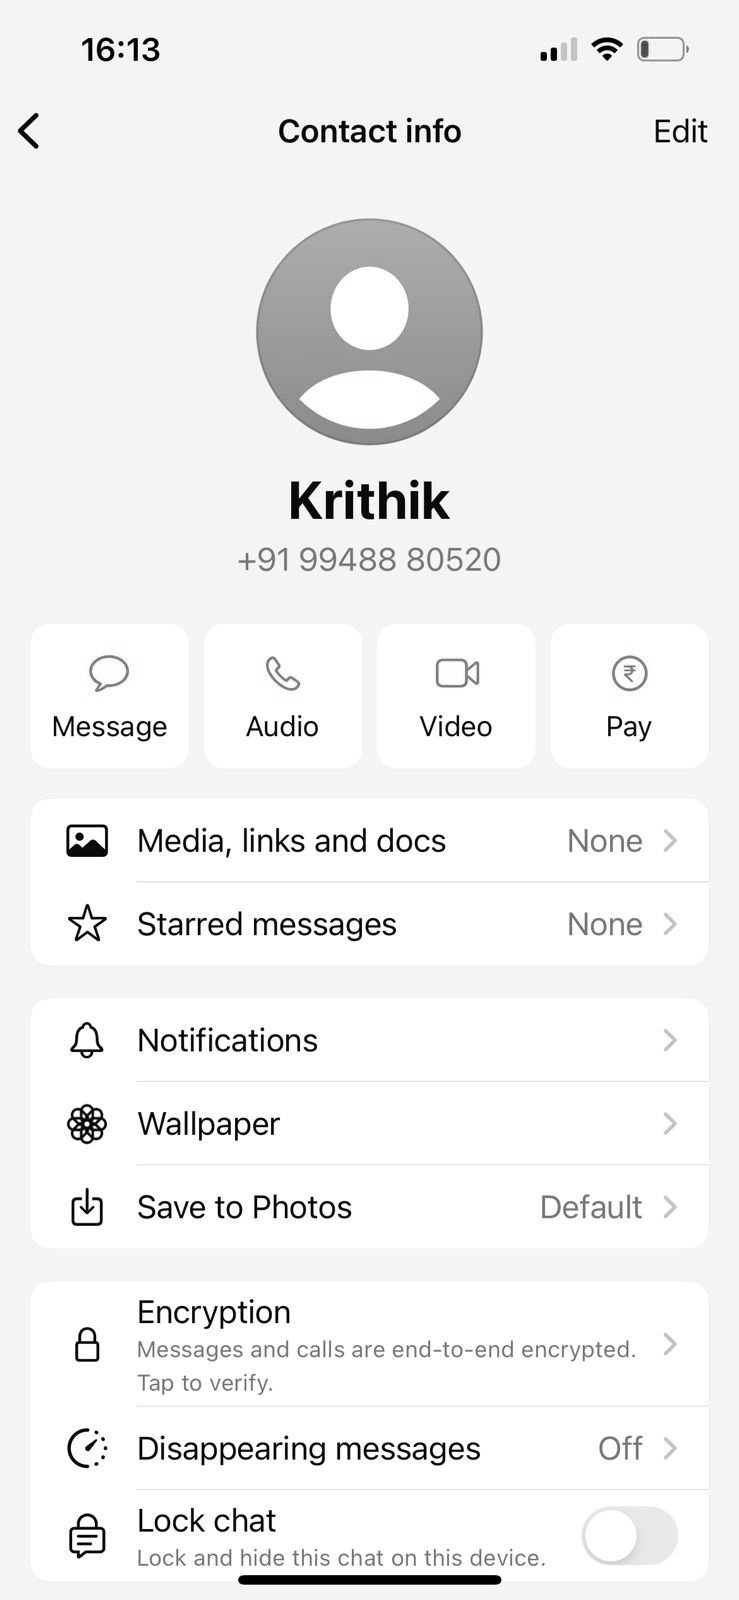 16:13
Contact info
Edit
Krithik
+91 99488 80520
Message
Audio
Video
Pay
Media, links and docs None
Starred messages None
Notifications
Wallpaper
Save to Photos Default
Encryption
Messages and calls are end-to-end encrypted.
Tap to verify.
Disappearing messages Off
Lock chat
Lock and hide this chat on this device.